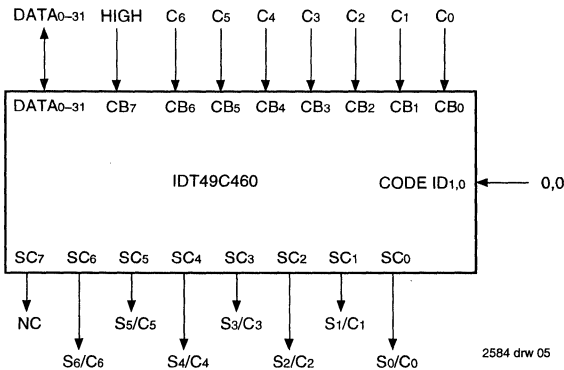 DATA0–31 HIGH C6 C5 C4 C3 C2 C1 C0
DATA0–31 CB7 CB6 CB5 CB4 CB3 CB2 CB1 CB0
IDT49C460 CODE ID1,0 0,0
SC7 SC6 SC5 SC4 SC3 SC2 SC1 SC0
NC S5/C5 S3/C3 S1/C1
S6/C6 S4/C4 S2/C2 S0/C0 2584 drw 05